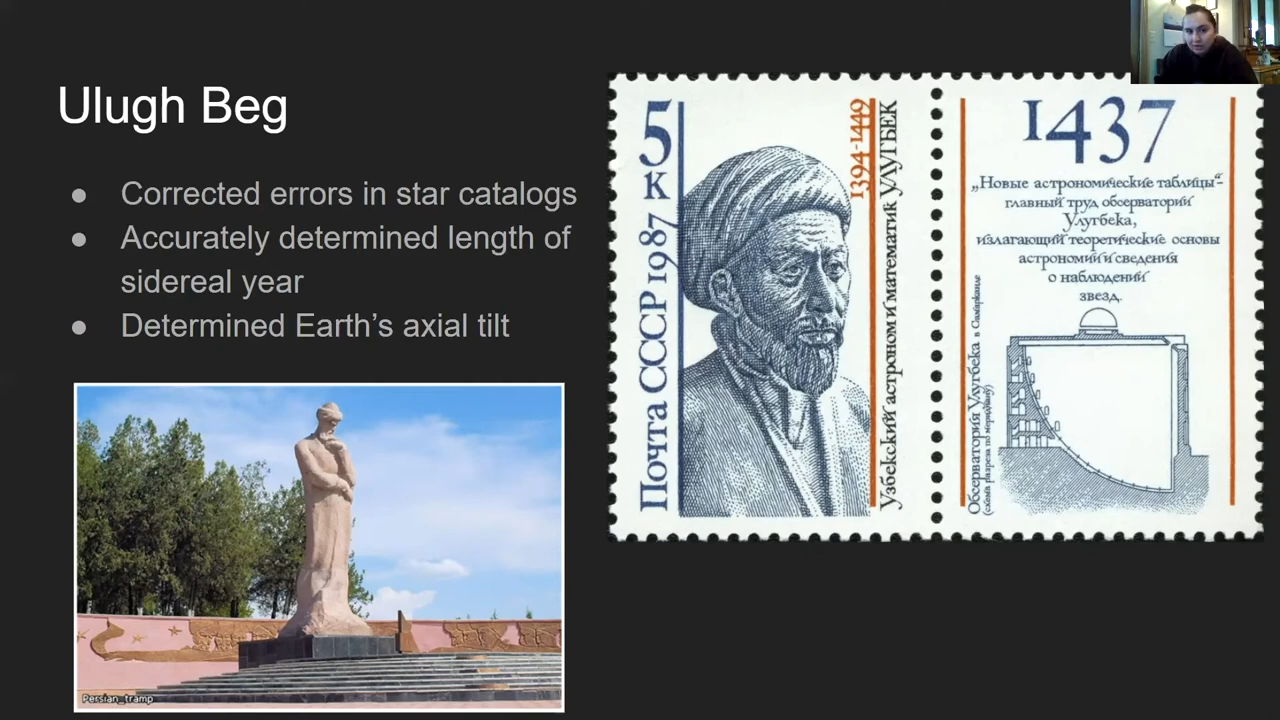 Ulugh Beg
● Corrected errors in star catalogs
● Accurately determined length of
sidereal year
● Determined Earth's axial tilt
Persian_tramp
5 к
Почта СССР 1987
1394-1449
Узбекский астроном и математик УЛУГБЕК
1437
„Новые астрономические таблицы“-
главный труд обсерватории
Улугбека,
излагающий теоретические основы
астрономии и сведения
о наблюдений
звезд.
Обсерватория Улугбека в Самарканде
(схема разреза по меридиану)